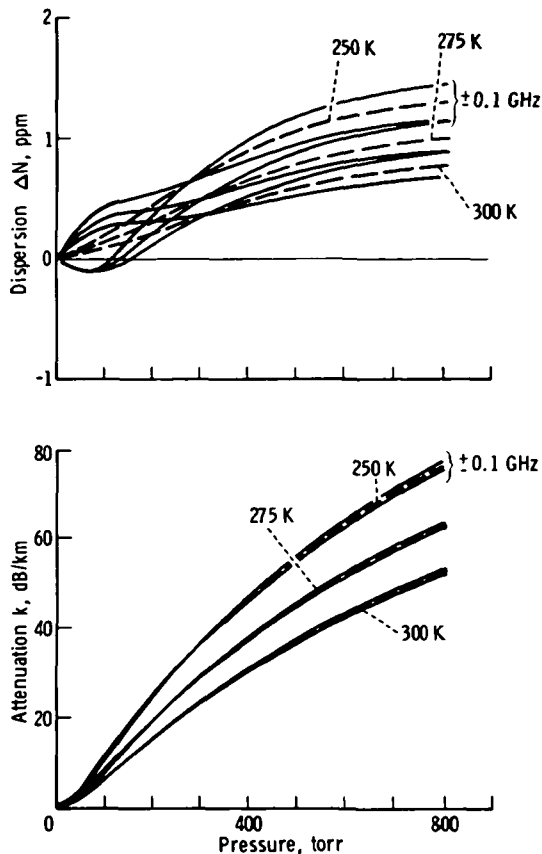 2
1
0
-1
Dispersion ΔN, ppm
250 K
275 K
±0.1 GHz
300 K
80
60
40
20
0
Attenuation k, dB/km
250 K
±0.1 GHz
275 K
300 K
400
800
Pressure, torr